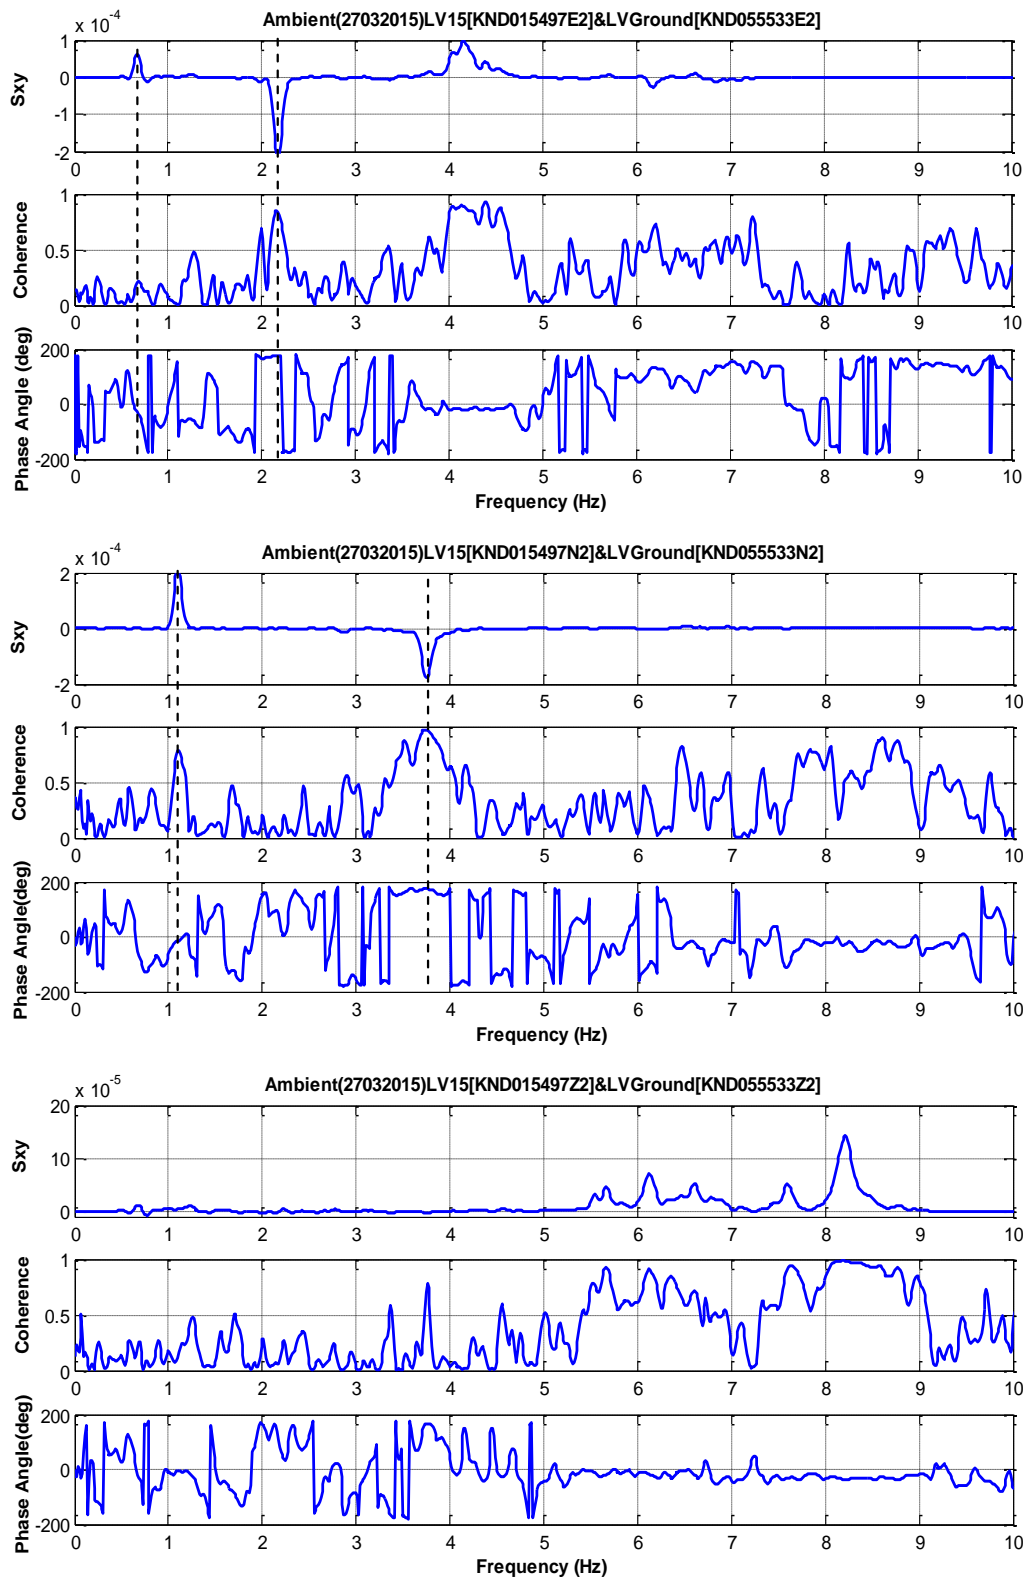 Ambient(27032015)LV15[KND015497E2]&LVGround[KND055533E2]
x 10^-4
Sxy
1
0
-1
-2
0 1 2 3 4 5 6 7 8 9 10
Coherence
1
0.5
0
0 1 2 3 4 5 6 7 8 9 10
Phase Angle (deg)
200
0
-200
0 1 2 3 4 5 6 7 8 9 10
Frequency (Hz)
Ambient(27032015)LV15[KND015497N2]&LVGround[KND055533N2]
x 10^-4
Sxy
2
0
-2
0 1 2 3 4 5 6 7 8 9 10
Coherence
1
0.5
0
0 1 2 3 4 5 6 7 8 9 10
Phase Angle(deg)
200
0
-200
0 1 2 3 4 5 6 7 8 9 10
Frequency (Hz)
Ambient(27032015)LV15[KND015497Z2]&LVGround[KND055533Z2]
x 10^-5
Sxy
20
10
0
0 1 2 3 4 5 6 7 8 9 10
Coherence
1
0.5
0
0 1 2 3 4 5 6 7 8 9 10
Phase Angle(deg)
200
0
-200
0 1 2 3 4 5 6 7 8 9 10
Frequency (Hz)